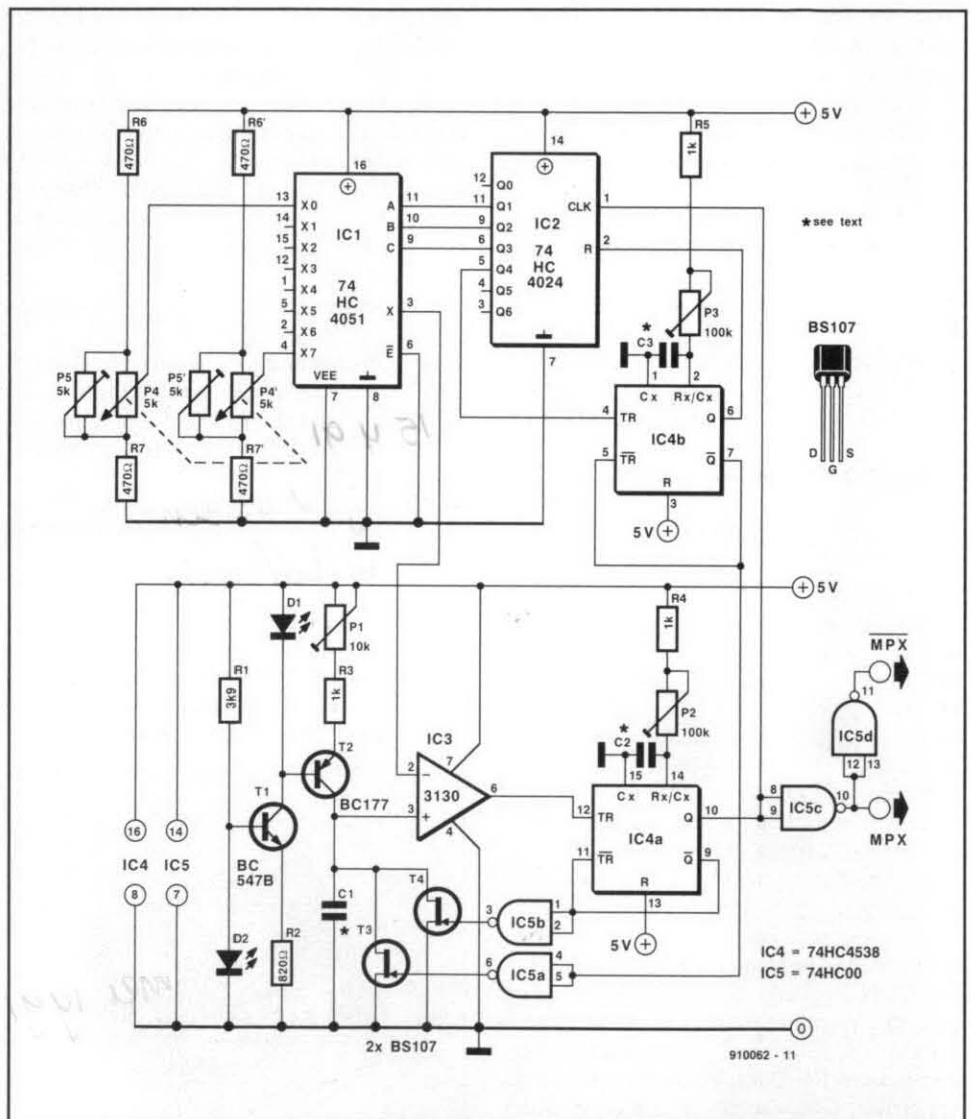 R6
470Ω
R6'
470Ω
16
14
R5
1k
5V
13 X0
14 X1
15 X2
12 X3
1 X4
5 X5
2 X6
4 X7
IC1
74
HC
4051
A 11
B 10
C 9
X 3
E 6
VEE
7
8
12 Q0
11 Q1
9 Q2
6 Q3
5 Q4
4 Q5
3 Q6
IC2
74
HC
4024
CLK 1
R 2
7
*see text
P3
100k
*
C3
1
2
Cx
Rx/Cx
4 TR
Q 6
IC4b
5 TR
Q 7
R
3
5V
BS107
D
G
S
P5
5k
P4
5k
P5'
5k
P4'
5k
R7
470Ω
R7'
470Ω
5V
D1
P1
10k
R1
3k9
R3
1k
T2
BC177
T1
BC
547B
16
14
IC4
IC5
8
7
D2
R2
820Ω
C1
*
T3
T4
2x BS107
IC3
3130
2
3
7
4
6
R4
1k
P2
100k
*
C2
15
14
Cx
Rx/Cx
12 TR
Q 10
IC4a
11 TR
Q 9
R
13
5V
3
IC5b
1
2
6
IC5a
4
5
8
9
IC5c
10
MPX
11
IC5d
12
13
MPX
IC4 = 74HC4538
IC5 = 74HC00
0
910062 - 11